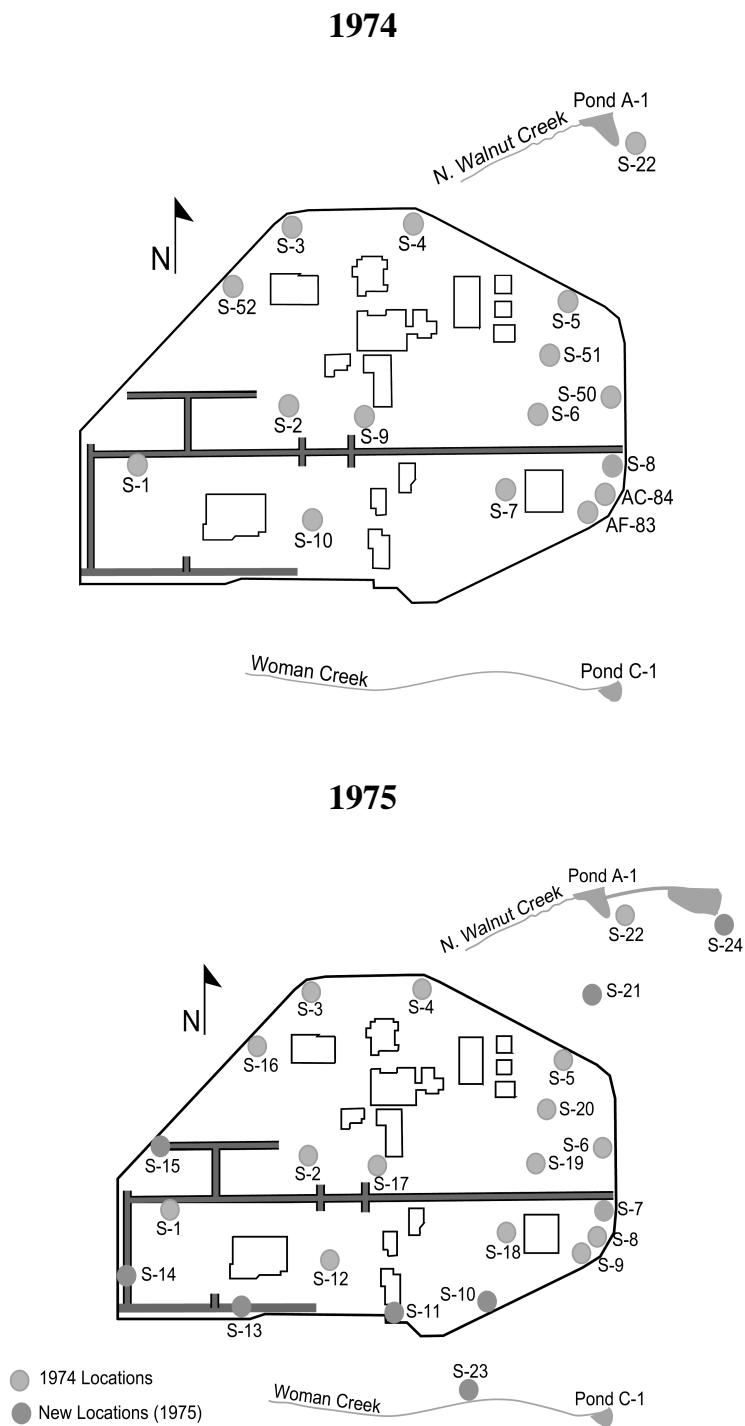 1974
Pond A-1
N. Walnut Creek
S-22
N
S-3
S-4
S-52
S-5
S-51
S-50
S-6
S-2
S-9
S-1
S-8
S-7
AC-84
S-10
AF-83
Woman Creek
Pond C-1
1975
Pond A-1
N. Walnut Creek
S-22
S-24
S-21
N
S-3
S-4
S-16
S-5
S-20
S-15
S-2
S-6
S-19
S-17
S-7
S-1
S-18
S-8
S-9
S-12
S-14
S-10
S-11
S-13
S-23
1974 Locations
Woman Creek
Pond C-1
New Locations (1975)